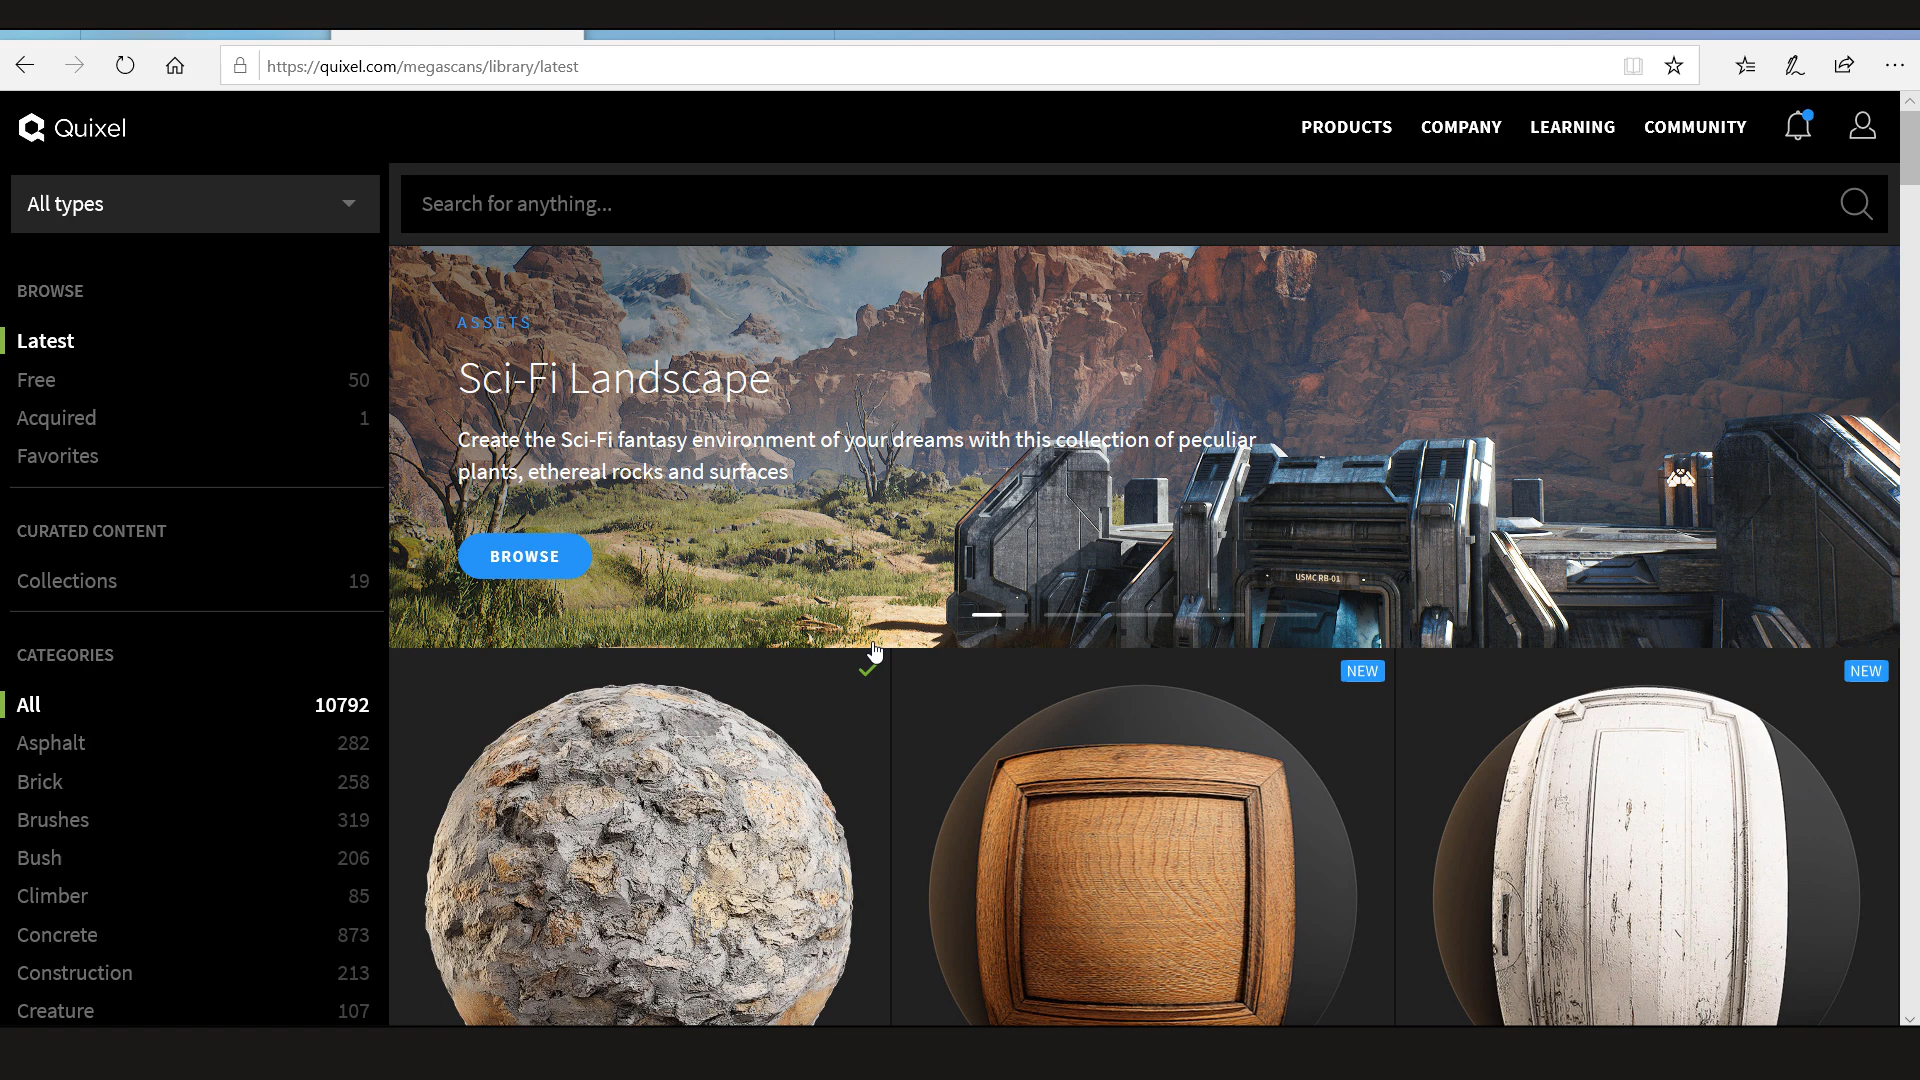 https://quixel.com/megascans/library/latest
Quixel
PRODUCTS COMPANY LEARNING COMMUNITY
All types
Search for anything...
BROWSE
Latest
Free 50
Acquired 1
Favorites
CURATED CONTENT
Collections 19
CATEGORIES
All 10792
Asphalt 282
Brick 258
Brushes 319
Bush 206
Climber 85
Concrete 873
Construction 213
Creature 107
ASSETS
Sci-Fi Landscape
Create the Sci-Fi fantasy environment of your dreams with this collection of peculiar
plants, ethereal rocks and surfaces
BROWSE
USMC RB-01
NEW
NEW